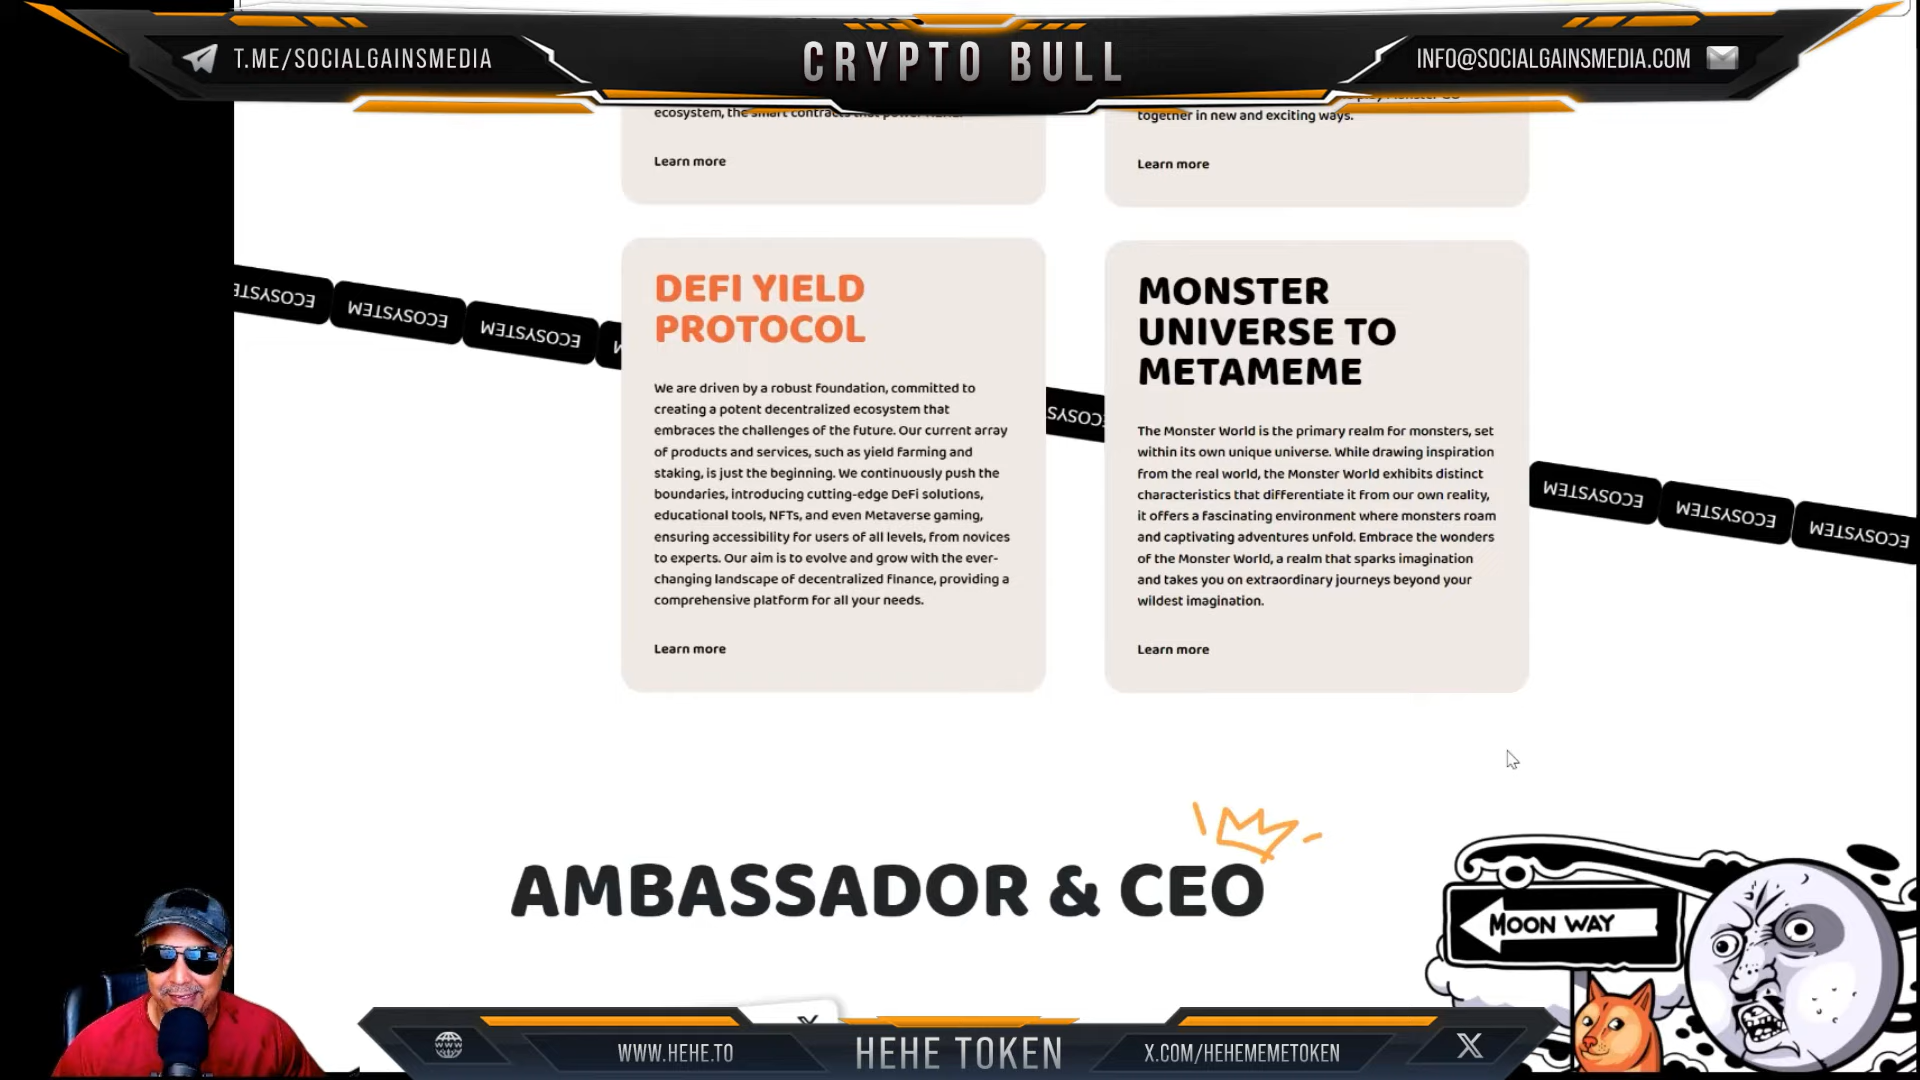 T.ME/SOCIALGAINSMEDIA
CRYPTO BULL
INFO@SOCIALGAINSMEDIA.COM
ecosystem, the smart contracts that power
Learn more
together in new and exciting ways.
Learn more
DEFI YIELD
PROTOCOL
We are driven by a robust foundation, committed to
creating a potent decentralized ecosystem that
embraces the challenges of the future. Our current array
of products and services, such as yield farming and
staking, is just the beginning. We continuously push the
boundaries, introducing cutting-edge DeFi solutions,
educational tools, NFTs, and even Metaverse gaming,
ensuring accessibility for users of all levels, from novices
to experts. Our aim is to evolve and grow with the ever-
changing landscape of decentralized finance, providing a
comprehensive platform for all your needs.
Learn more
MONSTER
UNIVERSE TO
METAMEME
The Monster World is the primary realm for monsters, set
within its own unique universe. While drawing inspiration
from the real world, the Monster World exhibits distinct
characteristics that differentiate it from our own reality,
it offers a fascinating environment where monsters roam
and captivating adventures unfold. Embrace the wonders
of the Monster World, a realm that sparks imagination
and takes you on extraordinary journeys beyond your
wildest imagination.
Learn more
ECOSYSTEM
ECOSYSTEM
ECOSYSTEM
ECOSYSTEM
ECOSYSTEM
ECOSYSTEM
AMBASSADOR & CEO
MOON WAY
WWW
WWW.HEHE.TO
HEHE TOKEN
X.COM/HEHEMEMETOKEN
X